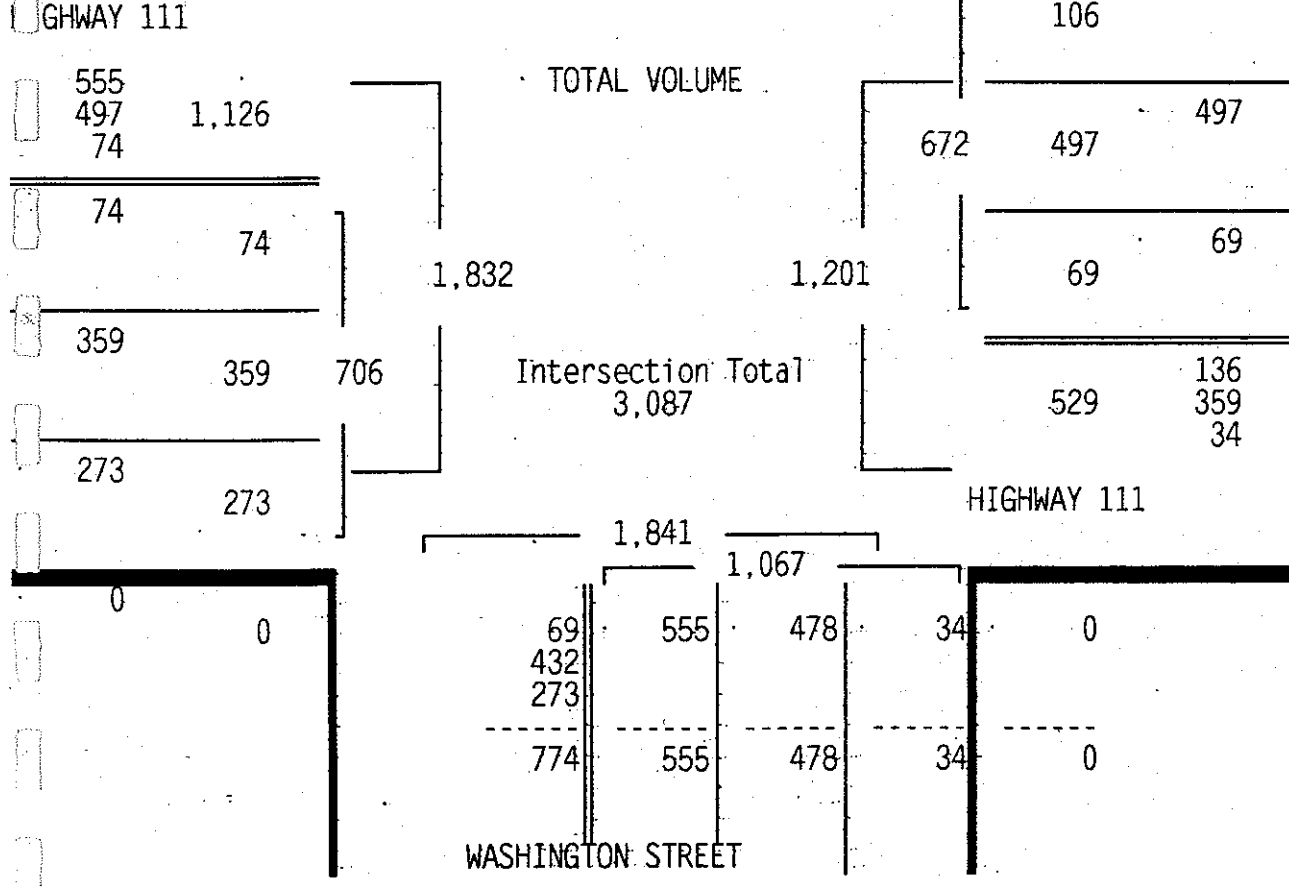 GHWAY 111
106
555
TOTAL VOLUME
497 1,126
497
74
672 497
74
74
69
1,832 1,201 69
359
359 706 Intersection Total 136
3,087 529 359
34
273
273
HIGHWAY 111
1,841
1,067
0
0 69 555 478 34 0
432
273
774 555 478 34 0
WASHINGTON STREET